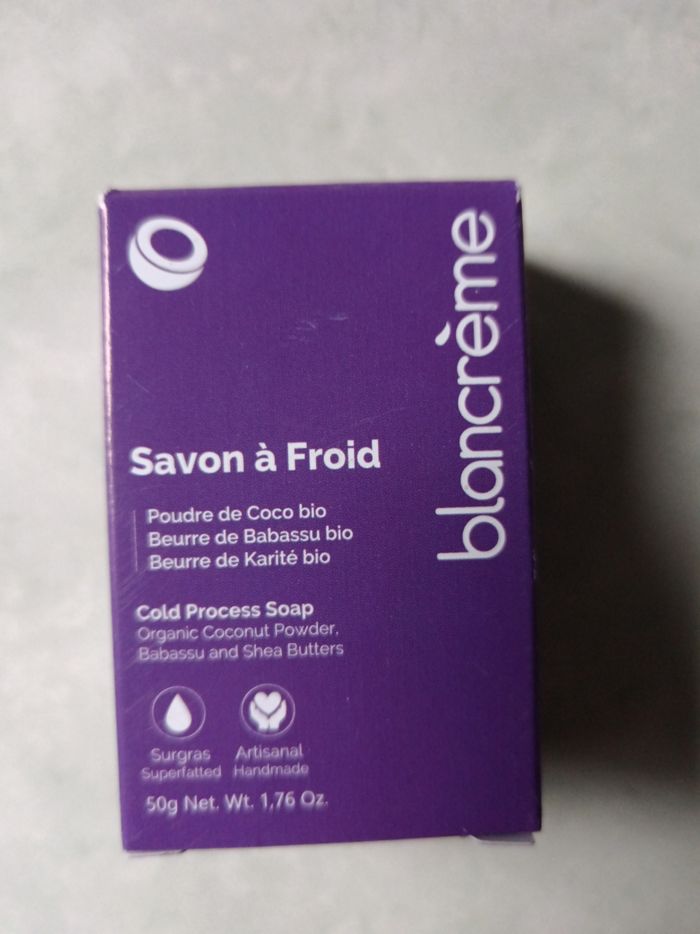 blancrème
Savon à Froid
Poudre de Coco bio
Beurre de Babassu bio
Beurre de Karité bio
Cold Process Soap
Organic Coconut Powder,
Babassu and Shea Butters
Surgras Artisanal
Superfatted Handmade
50g Net. Wt. 1,76 Oz.